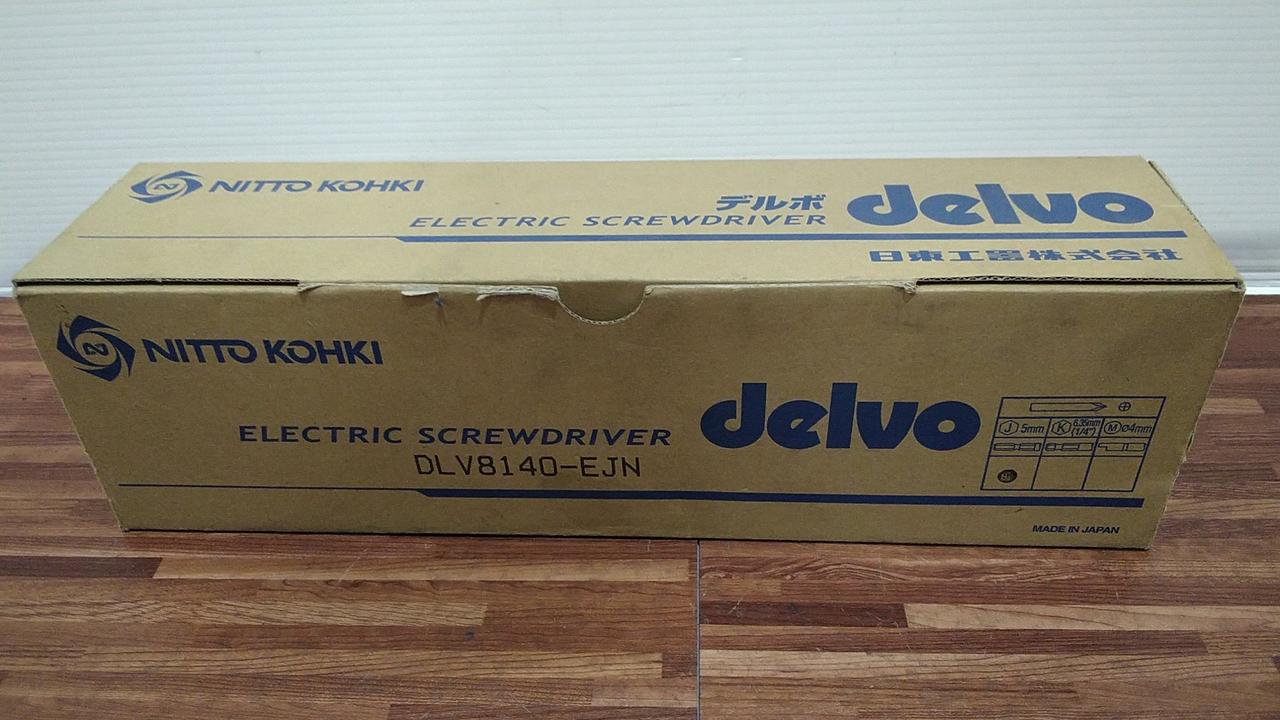 NITTO KOHKI
デルボ
ELECTRIC SCREWDRIVER
delvo
日東工器株式会社
NITTO KOHKI
ELECTRIC SCREWDRIVER
delvo
DLV8140-EJN
J 5mm K 6.35mm (1/4") M ø4mm
MADE IN JAPAN